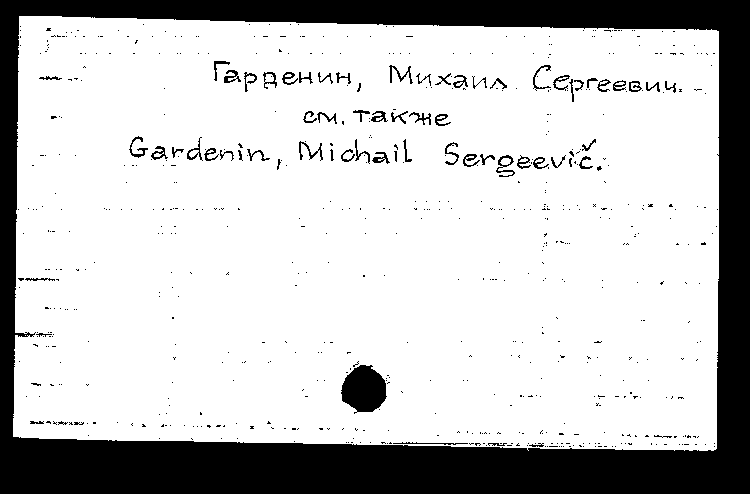 Гарденин, Михаил Сергеевич.
см. также
Gardenin, Michail Sergeevič.